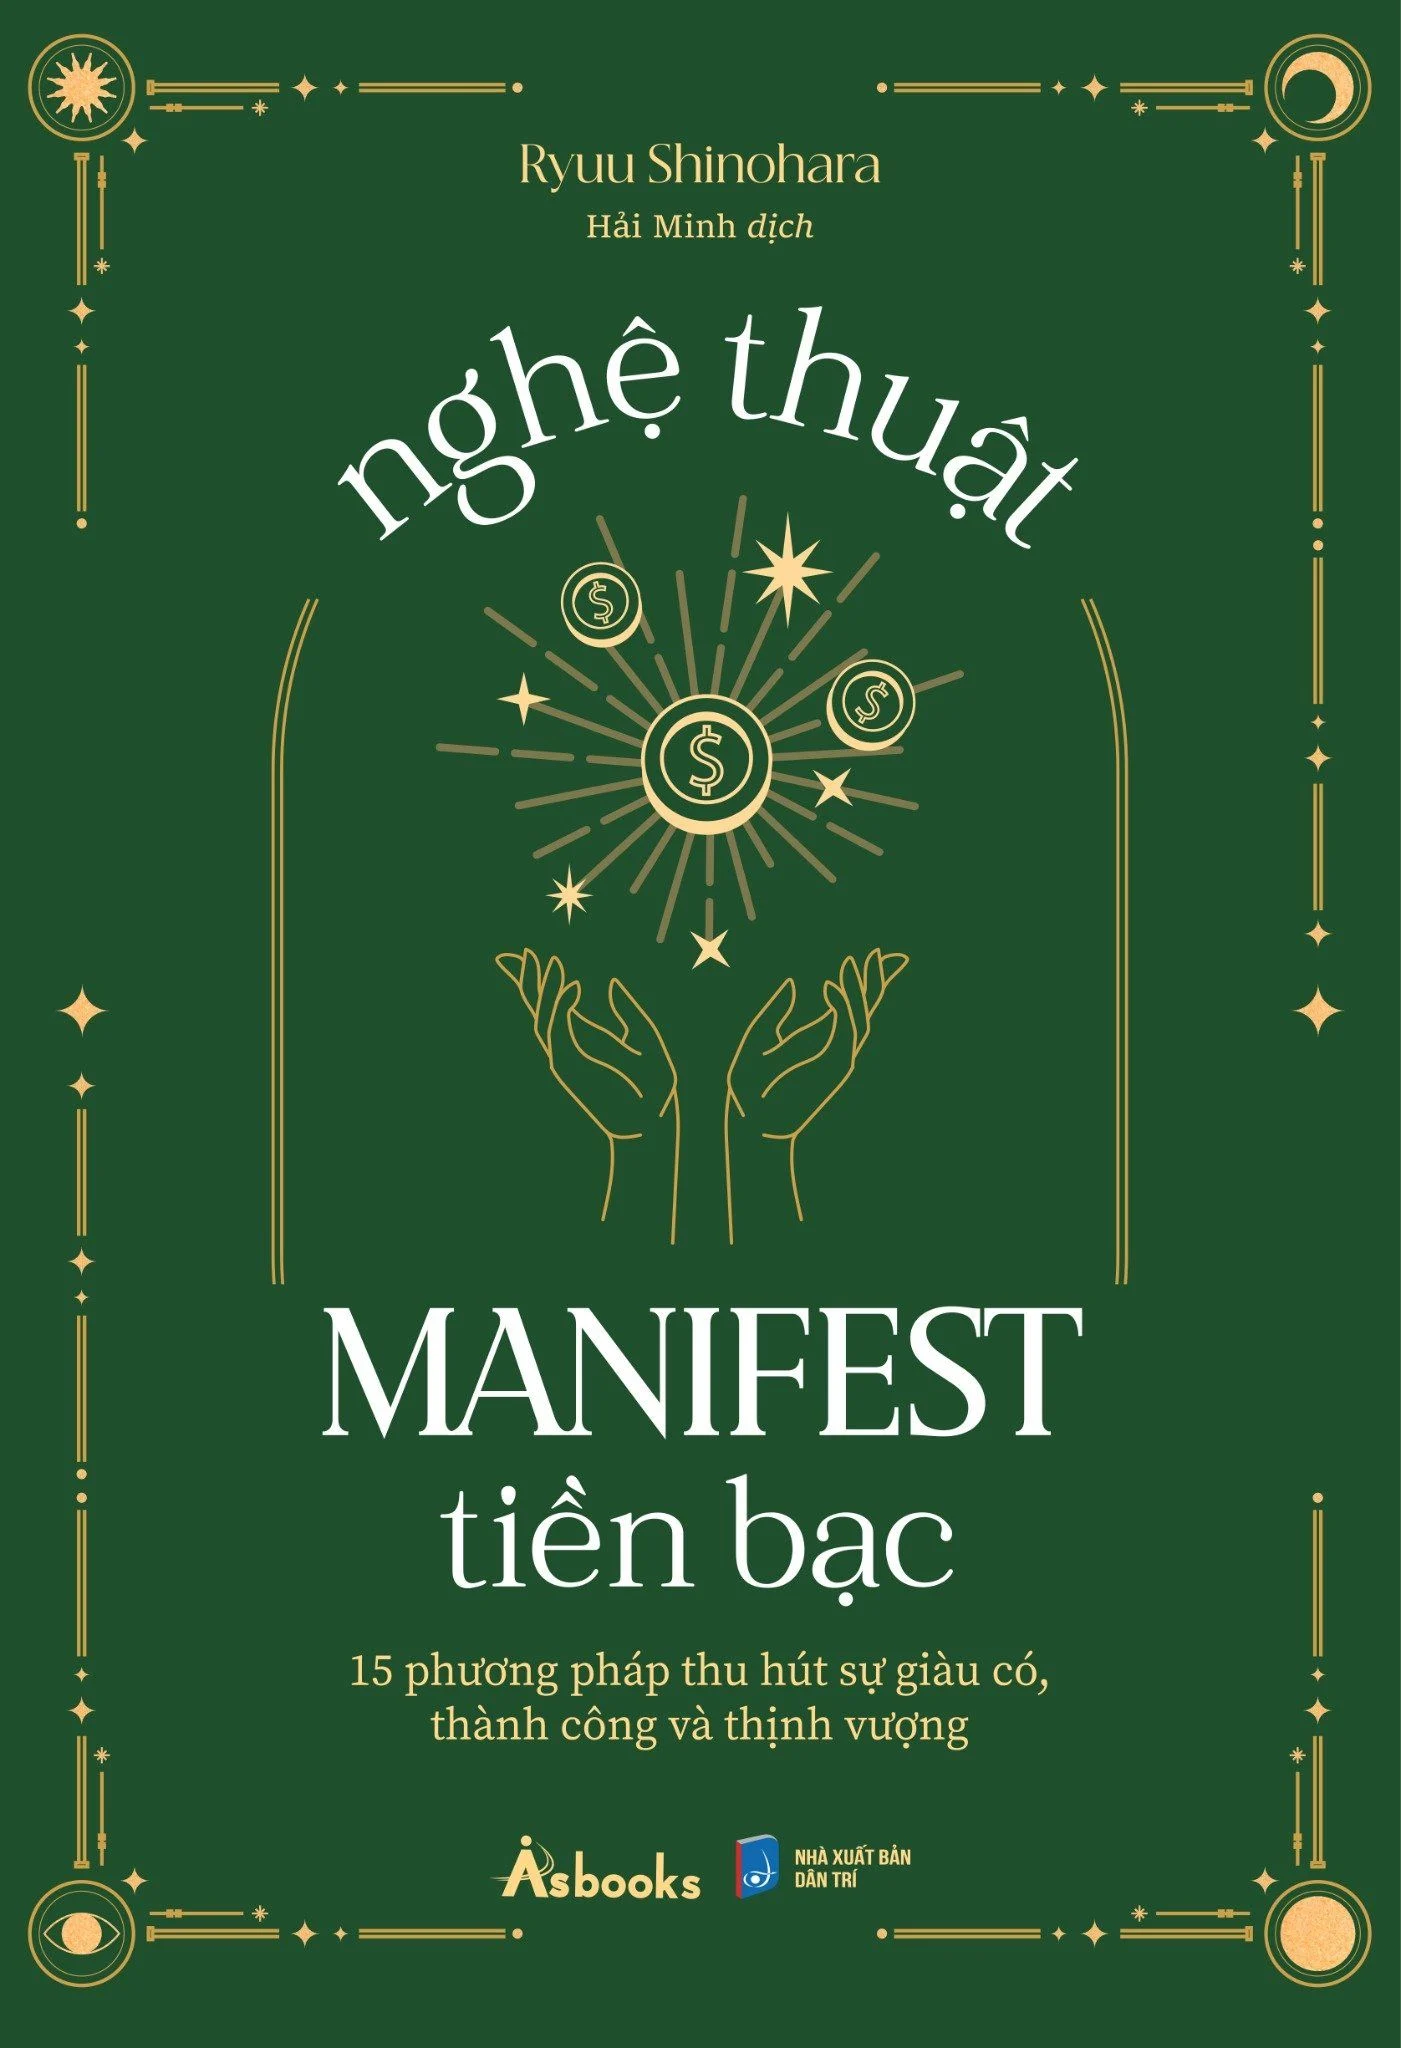 Ryuu Shinohara
Hải Minh dịch
nghệ thuật
$
$
$
MANIFEST
tiền bạc
15 phương pháp thu hút sự giàu có,
thành công và thịnh vượng
Asbooks
NHÀ XUẤT BẢN
DÂN TRÍ